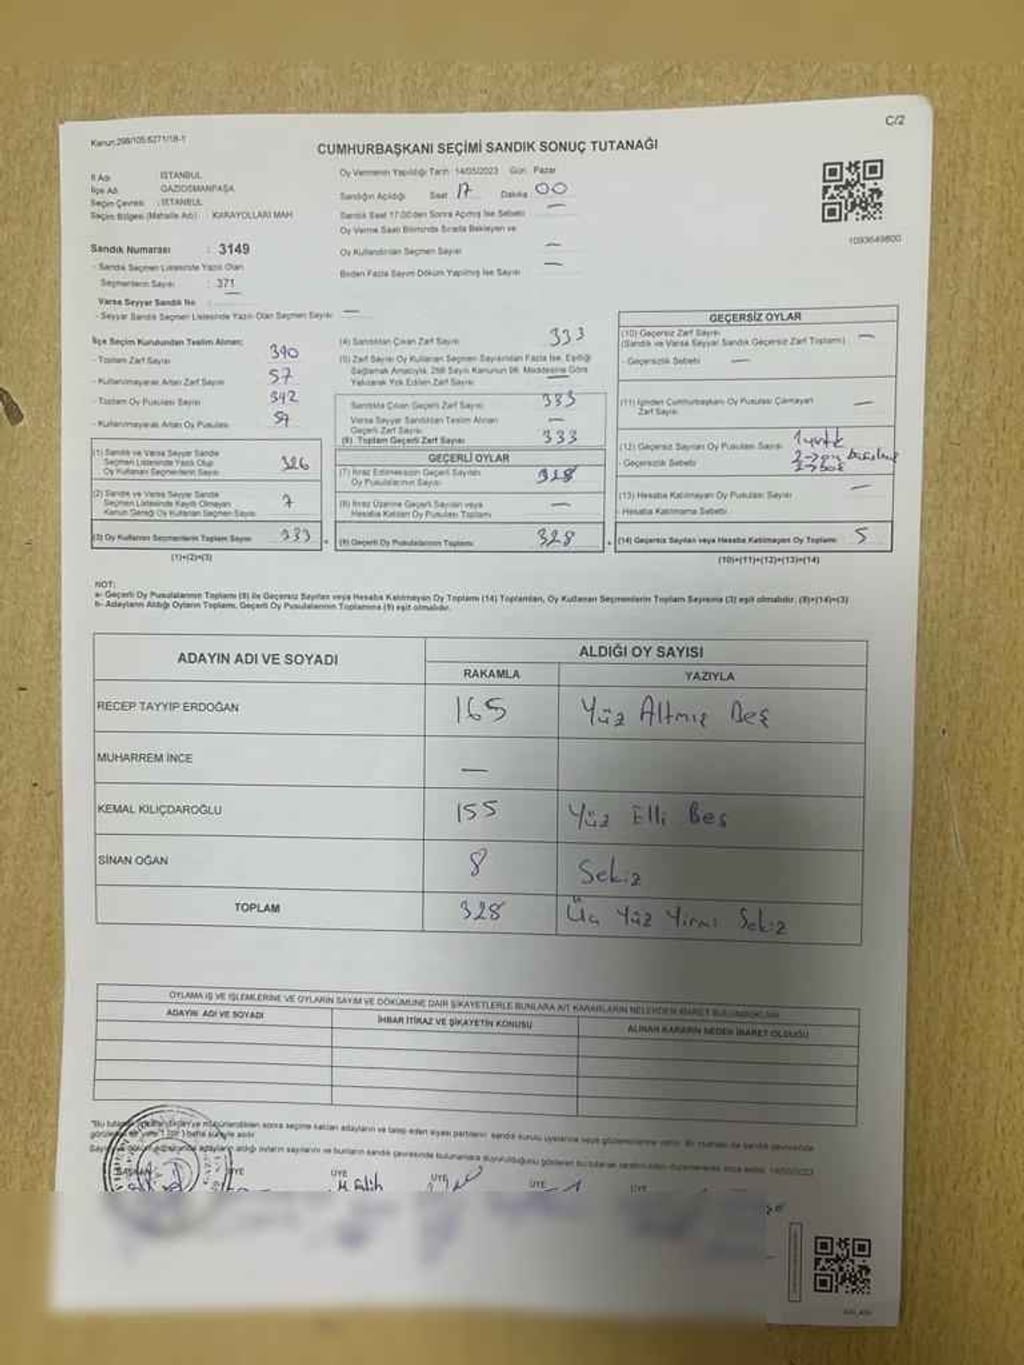 C/2
Kanun:298/105;6271/18-1
CUMHURBAŞKANI SEÇİMİ SANDIK SONUÇ TUTANAĞI
İl Adı : İSTANBUL
İlçe Adı : GAZİOSMANPAŞA
Seçim Çevresi : İSTANBUL
Seçim Bölgesi (Mahalle Adı) : KARAYOLLARI MAH
Sandık Numarası : 3149
- Sandık Seçmen Listesinde Yazılı Olan
Seçmenlerin Sayısı : 371
Varsa Seyyar Sandık No :
- Seyyar Sandık Seçmen Listesinde Yazılı Olan Seçmen Sayısı : —
Oy Vermenin Yapıldığı Tarih : 14/05/2023 Gün : Pazar
Sandığın Açıldığı Saat 17 Dakika 00
Sandık Saat 17:00'den Sonra Açılmış İse Sebebi —
Oy Verme Saati Bitiminde Sırada Bekleyen ve
Oy Kullandırılan Seçmen Sayısı —
Birden Fazla Sayım Döküm Yapılmış İse Sayısı —
1093649800
İlçe Seçim Kurulundan Teslim Alınan:
- Toplam Zarf Sayısı 390
- Kullanılmayarak Artan Zarf Sayısı 57
- Toplam Oy Pusulası Sayısı 342
- Kullanılmayarak Artan Oy Pusulası
(1) Sandık ve Varsa Seyyar Sandık
Seçmen Listesinde Yazılı Olup
Oy Kullanan Seçmenlerin Sayısı 326
(2) Sandık ve Varsa Seyyar Sandık
Seçmen Listesinde Kayıtlı Olmayan
Kanun Gereği Oy Kullanan Seçmen Sayısı 7
(3) Oy Kullanan Seçmenlerin Toplam Sayısı 333
(1)+(2)=(3)
(4) Sandıktan Çıkan Zarf Sayısı 333
(5) Zarf Sayısı Oy Kullanan Seçmen Sayısından Fazla İse, Eşitliği
Sağlamak Amacıyla, 298 Sayılı Kanunun 98. Maddesine Göre
Yakılarak Yok Edilen Zarf Sayısı —
Sandıkta Çıkan Geçerli Zarf Sayısı 333
Varsa Seyyar Sandıktan Teslim Alınan
Geçerli Zarf Sayısı —
(6) Toplam Geçerli Zarf Sayısı 333
GEÇERLİ OYLAR
(7) İtiraz Edilmeksizin Geçerli Sayılan
Oy Pusulalarının Sayısı 328
(8) İtiraz Üzerine Geçerli Sayılan veya
Hesaba Katılan Oy Pusulası Toplamı —
(9) Geçerli Oy Pusulalarının Toplamı 328
GEÇERSİZ OYLAR
(10) Geçersiz Zarf Sayısı
(Sandık ve Varsa Seyyar Sandık Geçersiz Zarf Toplamı) —
- Geçersizlik Sebebi —
(11) İçinden Cumhurbaşkanı Oy Pusulası Çıkmayan
Zarf Sayısı —
(12) Geçersiz Sayılan Oy Pusulası Sayısı 1 yırtık
- Geçersizlik Sebebi
(13) Hesaba Katılmayan Oy Pusulası Sayısı —
- Hesaba Katılmama Sebebi
(14) Geçersiz Sayılan veya Hesaba Katılmayan Oy Toplamı 5
(10)+(11)+(12)+(13)=(14)
NOT:
a- Geçerli Oy Pusulalarının Toplamı (9) ile Geçersiz Sayılan veya Hesaba Katılmayan Oy Toplamı (14) Toplamları, Oy Kullanan Seçmenlerin Toplam Sayısına (3) eşit olmalıdır. (9)+(14)=(3)
b- Adayların Aldığı Oyların Toplamı, Geçerli Oy Pusulalarının Toplamına (9) eşit olmalıdır.
ADAYIN ADI VE SOYADI
ALDIĞI OY SAYISI
RAKAMLA YAZIYLA
RECEP TAYYİP ERDOĞAN 165 Yüz Altmış Beş
MUHARREM İNCE —
KEMAL KILIÇDAROĞLU 155 Yüz Elli Beş
SİNAN OĞAN 8 Sekiz
TOPLAM 328 Üç Yüz Yirmi Sekiz
OYLAMA İŞ VE İŞLEMLERİNE VE OYLARIN SAYIM VE DÖKÜMÜNE DAİR ŞİKAYETLERLE BUNLARA AİT KARARLARIN NELERDEN İBARET BULUNDUKLARI
ADAYIN ADI VE SOYADI İHBAR İTİRAZ VE ŞİKAYETİN KONUSU ALINAN KARARIN NEDEN İBARET OLDUĞU
ÜYE ÜYE ÜYE ÜYE ÜYE